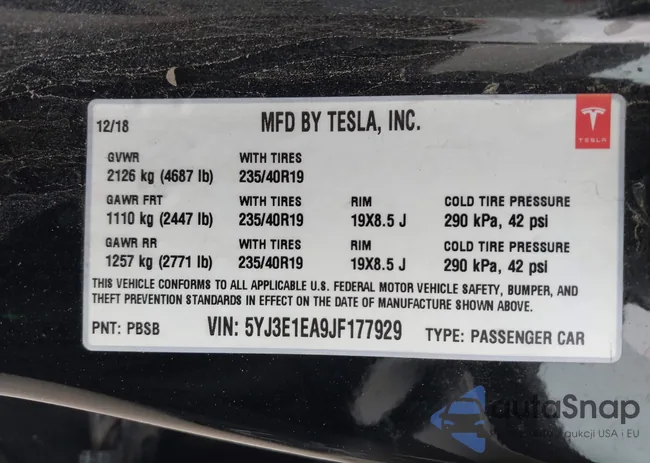 12/18 MFD BY TESLA, INC.
TESLA
GVWR WITH TIRES
2126 kg (4687 lb) 235/40R19
GAWR FRT WITH TIRES RIM COLD TIRE PRESSURE
1110 kg (2447 lb) 235/40R19 19X8.5 J 290 kPa, 42 psi
GAWR RR WITH TIRES RIM COLD TIRE PRESSURE
1257 kg (2771 lb) 235/40R19 19X8.5 J 290 kPa, 42 psi
THIS VEHICLE CONFORMS TO ALL APPLICABLE U.S. FEDERAL MOTOR VEHICLE SAFETY, BUMPER, AND
THEFT PREVENTION STANDARDS IN EFFECT ON THE DATE OF MANUFACTURE SHOWN ABOVE.
PNT: PBSB VIN: 5YJ3E1EA9JF177929 TYPE: PASSENGER CAR
autoSnap
aukcji USA i EU